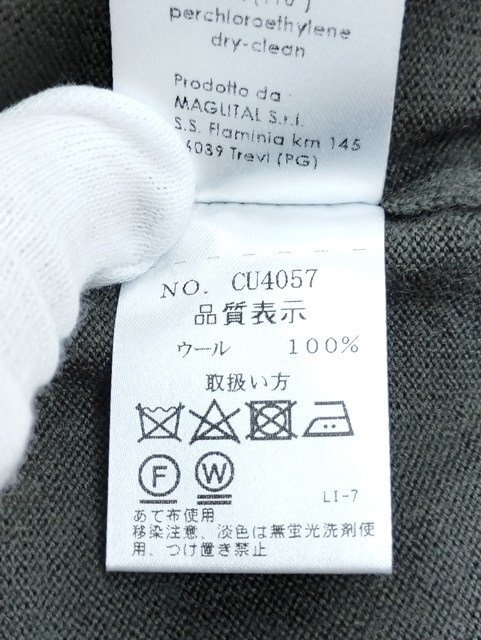 perchloroethylene
dry-clean
Prodotto da
MAGLITAL S.r.l.
S.S. Flaminia km 145
6039 Trevi (PG)
NO. CU4057
品質表示
ウール 100%
取扱い方
F W
LI-7
あて布使用
移染注意、淡色は無蛍光洗剤使
用、つけ置き禁止